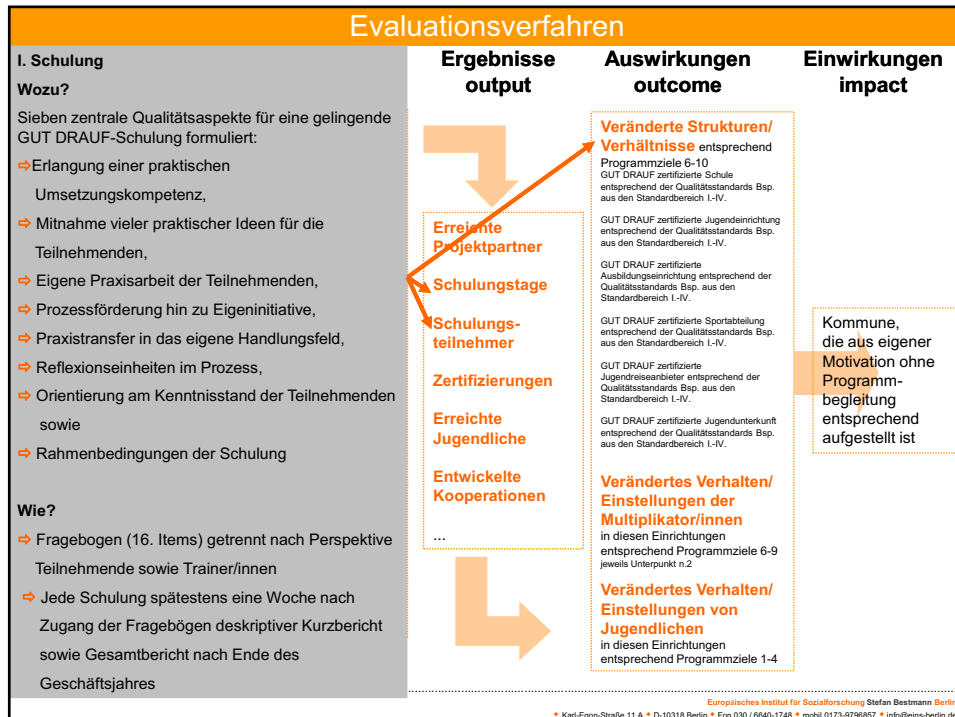 Evaluationsverfahren
I. Schulung
Wozu?
Sieben zentrale Qualitätsaspekte für eine gelingende
GUT DRAUF-Schulung formuliert:
⇨Erlangung einer praktischen
Umsetzungskompetenz,
⇨ Mitnahme vieler praktischer Ideen für die
Teilnehmenden,
⇨ Eigene Praxisarbeit der Teilnehmenden,
⇨ Prozessförderung hin zu Eigeninitiative,
⇨ Praxistransfer in das eigene Handlungsfeld,
⇨ Reflexionseinheiten im Prozess,
⇨ Orientierung am Kenntnisstand der Teilnehmenden
sowie
⇨ Rahmenbedingungen der Schulung
Wie?
⇨ Fragebogen (16. Items) getrennt nach Perspektive
Teilnehmende sowie Trainer/innen
⇨ Jede Schulung spätestens eine Woche nach
Zugang der Fragebögen deskriptiver Kurzbericht
sowie Gesamtbericht nach Ende des
Geschäftsjahres
Ergebnisse
output
Erreichte
Projektpartner
Schulungstage
Schulungs-
teilnehmer
Zertifizierungen
Erreichte
Jugendliche
Entwickelte
Kooperationen
...
Auswirkungen
outcome
Veränderte Strukturen/
Verhältnisse entsprechend
Programmziele 6-10
GUT DRAUF zertifizierte Schule
entsprechend der Qualitätsstandards Bsp.
aus den Standardbereich I.-IV.
GUT DRAUF zertifizierte Jugendeinrichtung
entsprechend der Qualitätsstandards Bsp.
aus den Standardbereich I.-IV.
GUT DRAUF zertifizierte
Ausbildungseinrichtung entsprechend der
Qualitätsstandards Bsp. aus den
Standardbereich I.-IV.
GUT DRAUF zertifizierte Sportabteilung
entsprechend der Qualitätsstandards Bsp.
aus den Standardbereich I.-IV.
GUT DRAUF zertifizierte
Jugendreiseanbieter entsprechend der
Qualitätsstandards Bsp. aus den
Standardbereich I.-IV.
GUT DRAUF zertifizierte Jugendunterkunft
entsprechend der Qualitätsstandards Bsp.
aus den Standardbereich I.-IV.
Verändertes Verhalten/
Einstellungen der
Multiplikator/innen
in diesen Einrichtungen
entsprechend Programmziele 6-9
jeweils Unterpunkt n.2
Verändertes Verhalten/
Einstellungen von
Jugendlichen
in diesen Einrichtungen
entsprechend Programmziele 1-4
Einwirkungen
impact
Kommune,
die aus eigener
Motivation ohne
Programm-
begleitung
entsprechend
aufgestellt ist
Europäisches Institut für Sozialforschung Stefan Bestmann Berlin
Karl-Egon-Straße 11 A D-10318 Berlin Fon 030 / 6640-1748 mobil 0173-9796857 info@eins-berlin.de